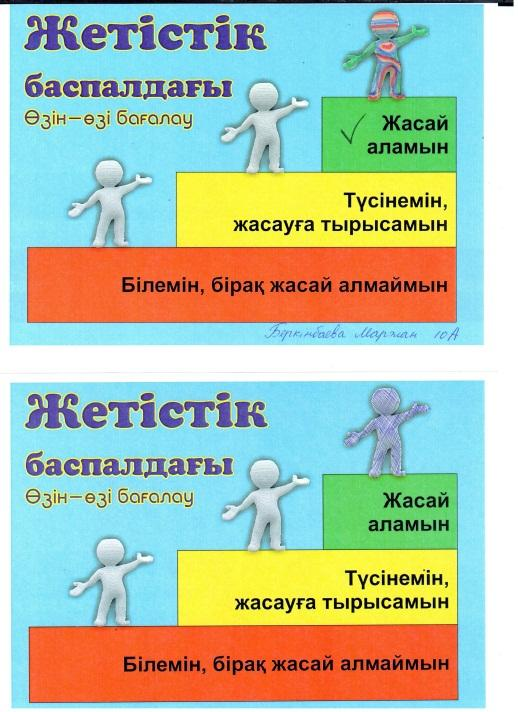 Жетістік
баспалдағы
Өзін-өзі бағалау
Жасай
аламын
Түсінемін,
жасауға тырысамын
Білемін, бірақ жасай алмаймын
Беркінбаева Маржан 10А
Жетістік
баспалдағы
Өзін-өзі бағалау
Жасай
аламын
Түсінемін,
жасауға тырысамын
Білемін, бірақ жасай алмаймын